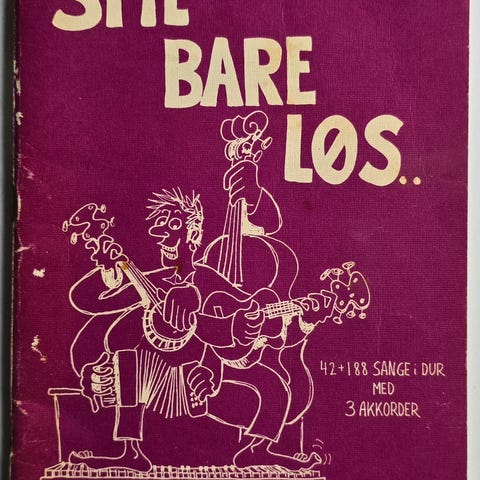 SPIL
BARE
LØS..
42+188 SANGE i DUR
MED
3 AKKORDER